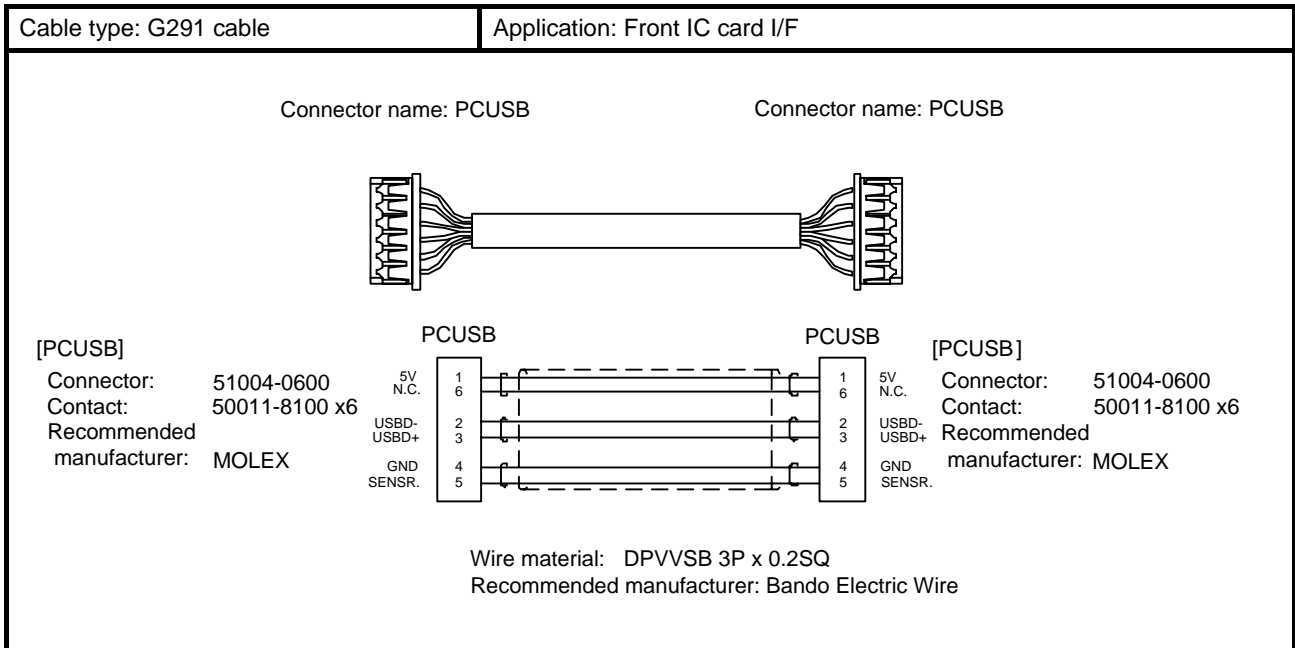 Cable type: G291 cable
Application: Front IC card I/F
Connector name: PCUSB
Connector name: PCUSB
PCUSB
PCUSB
[PCUSB]
Connector: 51004-0600
Contact: 50011-8100 x6
Recommended
manufacturer: MOLEX
5V 1
N.C. 6
USBD- 2
USBD+ 3
GND 4
SENSR. 5
1 5V
6 N.C.
2 USBD-
3 USBD+
4 GND
5 SENSR.
[PCUSB]
Connector: 51004-0600
Contact: 50011-8100 x6
Recommended
manufacturer: MOLEX
Wire material: DPVVSB 3P x 0.2SQ
Recommended manufacturer: Bando Electric Wire